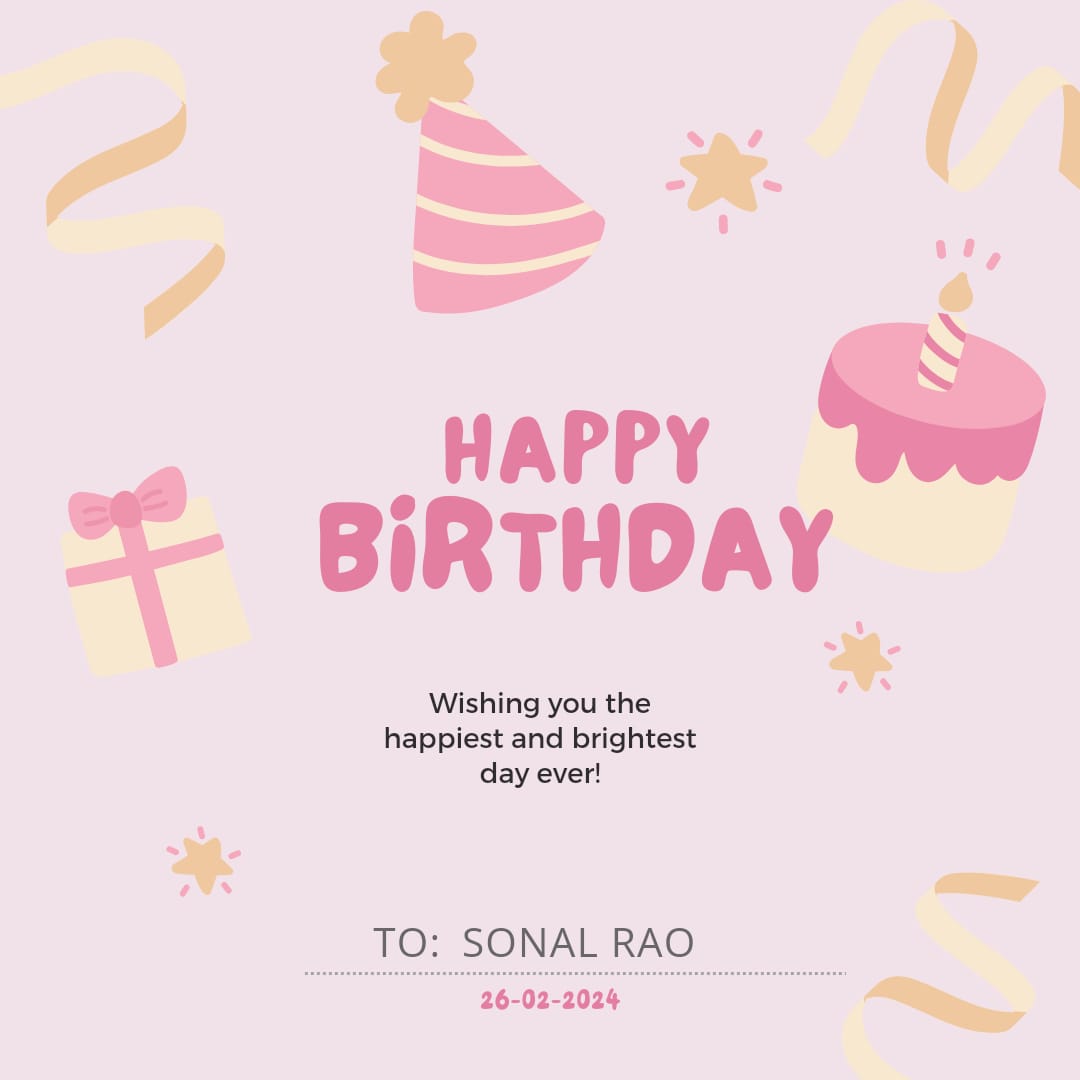 HAPPY
BiRTHDAY
Wishing you the
happiest and brightest
day ever!
TO: SONAL RAO
26-02-2024